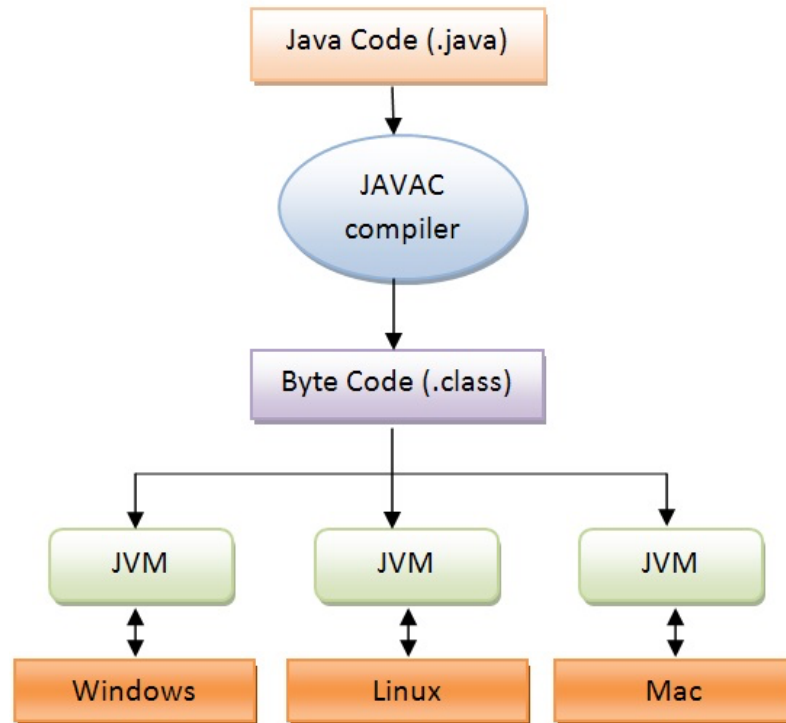 Java Code (.java)
JAVAC
compiler
Byte Code (.class)
JVM
JVM
JVM
Windows
Linux
Mac